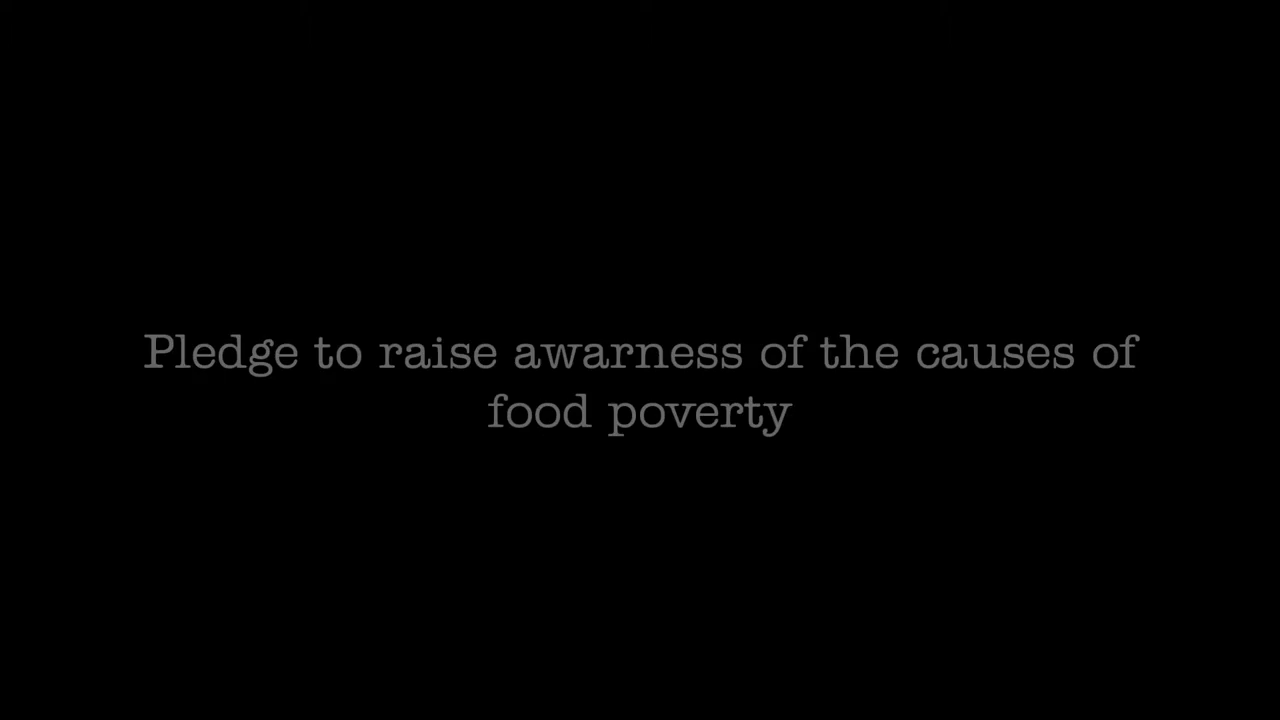 Pledge to raise awarness of the causes of
food poverty